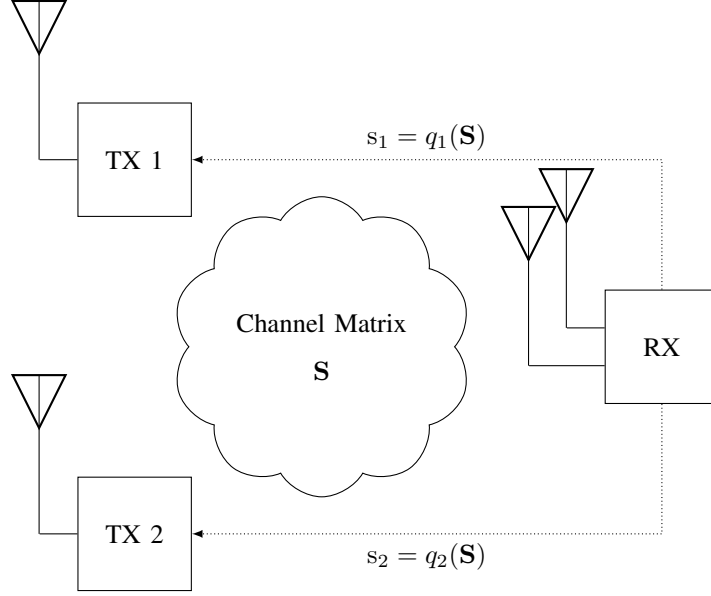 s₁ = q₁(S)
TX 1
Channel Matrix
S
RX
TX 2
s₂ = q₂(S)